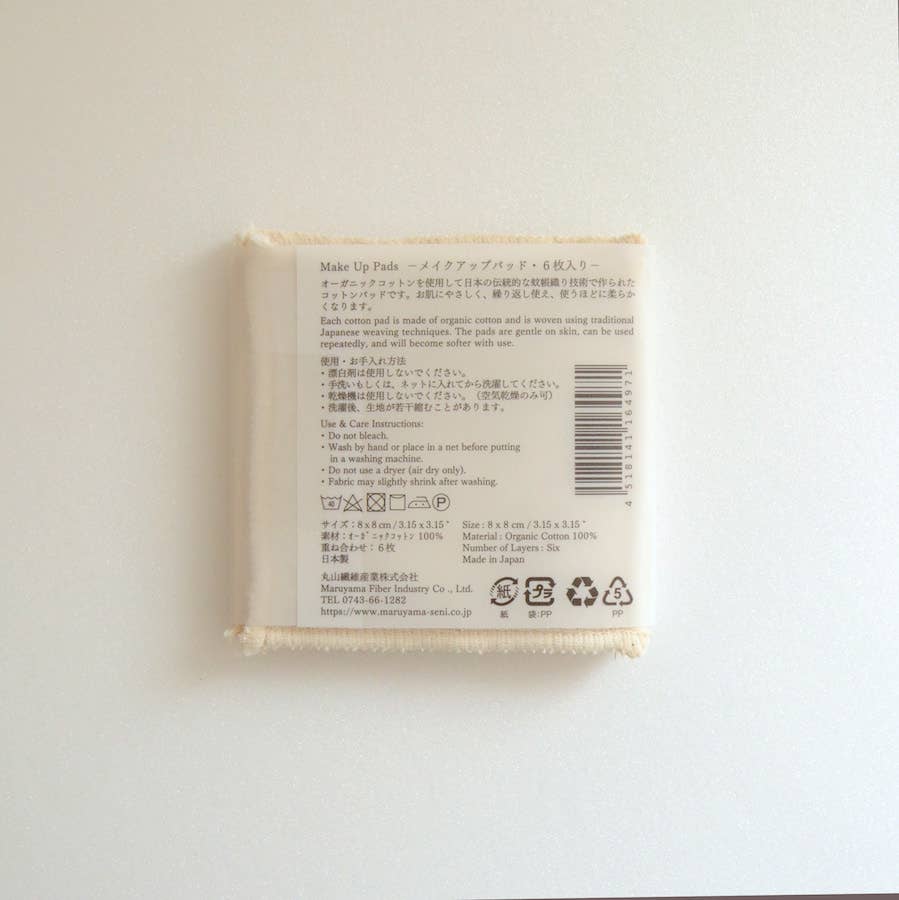 Make Up Pads －メイクアップパッド・６枚入り－
オーガニックコットンを使用して日本の伝統的な蚊帳織り技術で作られた
コットンパッドです。お肌にやさしく、繰り返し使え、使うほどに柔らか
くなります。
Each cotton pad is made of organic cotton and is woven using traditional
Japanese weaving techniques. The pads are gentle on skin, can be used
repeatedly, and will become softer with use.
使用・お手入れ方法
・漂白剤は使用しないでください。
・手洗いもしくは、ネットに入れてから洗濯してください。
・乾燥機は使用しないでください。（空気乾燥のみ可）
・洗濯後、生地が若干縮むことがあります。
Use & Care Instructions:
・Do not bleach.
・Wash by hand or place in a net before putting
in a washing machine.
・Do not use a dryer (air dry only).
・Fabric may slightly shrink after washing.
4 518141 164971
40 P
サイズ：8 x 8 cm / 3.15 x 3.15"
素材：オーガニックコットン 100%
重ね合わせ：６枚
日本製
Size : 8 x 8 cm / 3.15 x 3.15"
Material : Organic Cotton 100%
Number of Layers : Six
Made in Japan
丸山繊維産業株式会社
Maruyama Fiber Industry Co ., Ltd.
TEL 0743-66-1282
https://www.maruyama-seni.co.jp
紙 プラ 5
紙 袋:PP PP